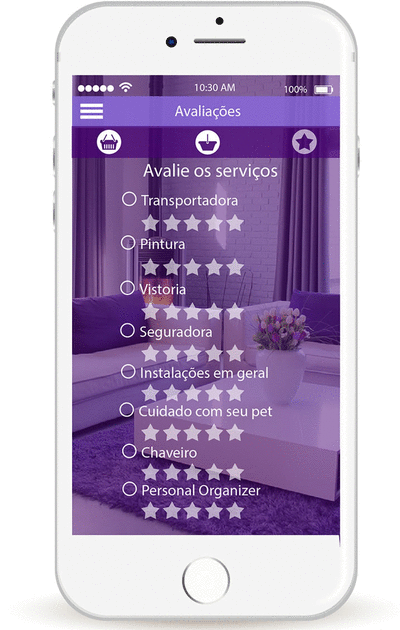 10:30 AM
100%
Avaliações
Avalie os serviços
Transportadora
Pintura
Vistoria
Seguradora
Instalações em geral
Cuidado com seu pet
Chaveiro
Personal Organizer